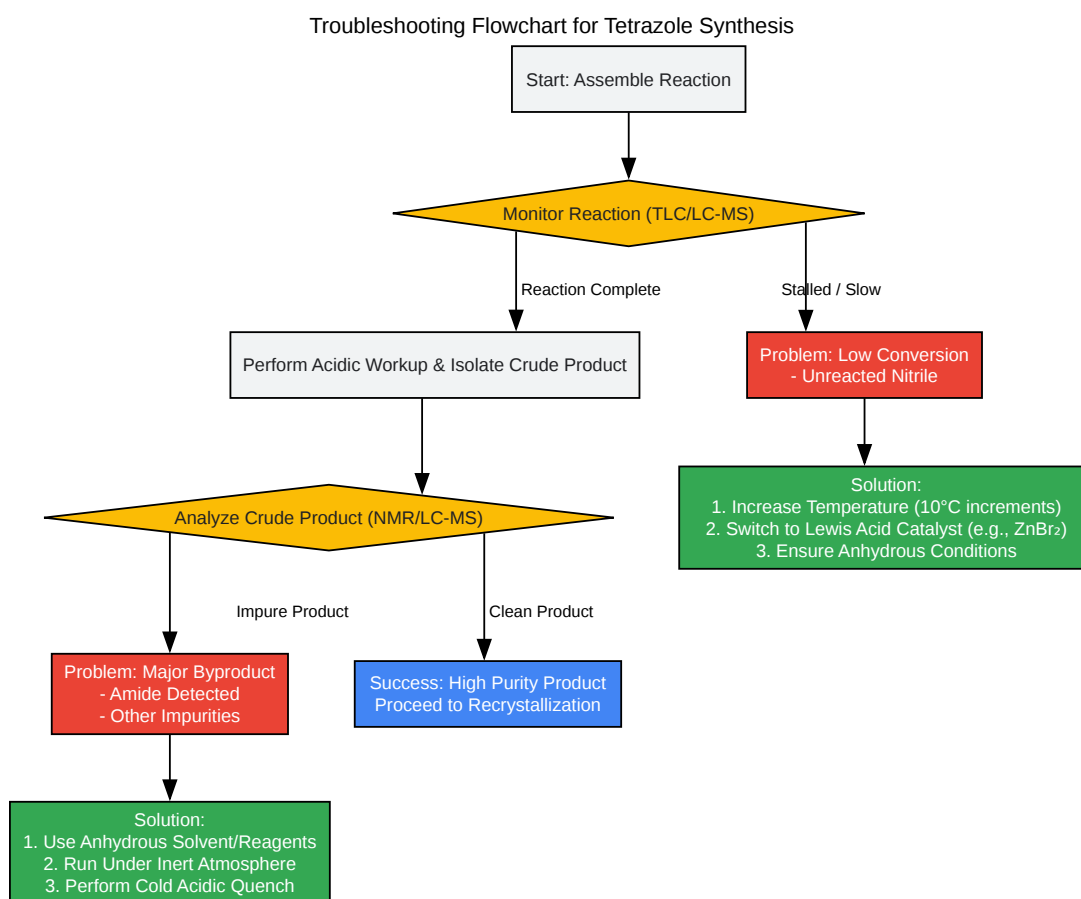 Troubleshooting Flowchart for Tetrazole Synthesis
Start: Assemble Reaction
Monitor Reaction (TLC/LC-MS)
Reaction Complete
Stalled / Slow
Perform Acidic Workup & Isolate Crude Product
Problem: Low Conversion
- Unreacted Nitrile
Solution:
1. Increase Temperature (10°C increments)
2. Switch to Lewis Acid Catalyst (e.g., ZnBr₂)
3. Ensure Anhydrous Conditions
Analyze Crude Product (NMR/LC-MS)
Impure Product
Clean Product
Problem: Major Byproduct
- Amide Detected
- Other Impurities
Success: High Purity Product
Proceed to Recrystallization
Solution:
1. Use Anhydrous Solvent/Reagents
2. Run Under Inert Atmosphere
3. Perform Cold Acidic Quench